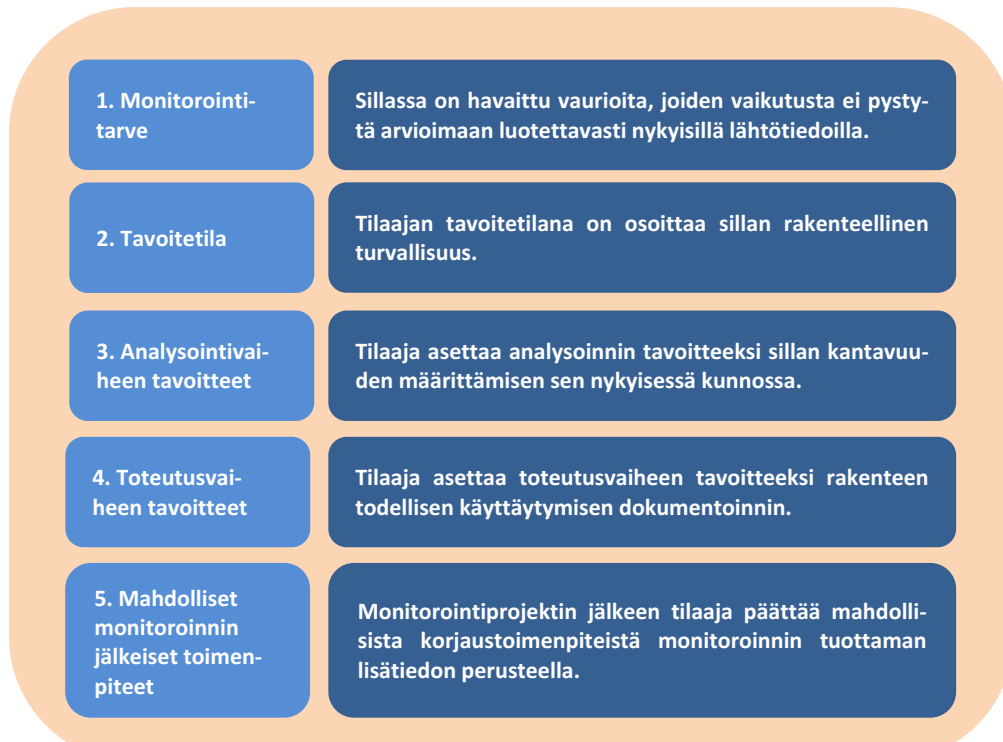 1. Monitorointi-
tarve
Sillassa on havaittu vaurioita, joiden vaikutusta ei pysty-
tä arvioimaan luotettavasti nykyisillä lähtötiedoilla.
2. Tavoitetila
Tilaajan tavoitetilana on osoittaa sillan rakenteellinen
turvallisuus.
3. Analysointivai-
heen tavoitteet
Tilaaja asettaa analysoinnin tavoitteeksi sillan kantavuu-
den määrittämisen sen nykyisessä kunnossa.
4. Toteutusvai-
heen tavoitteet
Tilaaja asettaa toteutusvaiheen tavoitteeksi rakenteen
todellisen käyttäytymisen dokumentoinnin.
5. Mahdolliset
monitoroinnin
jälkeiset toimen-
piteet
Monitorointiprojektin jälkeen tilaaja päättää mahdolli-
sista korjaustoimenpiteistä monitoroinnin tuottaman
lisätiedon perusteella.